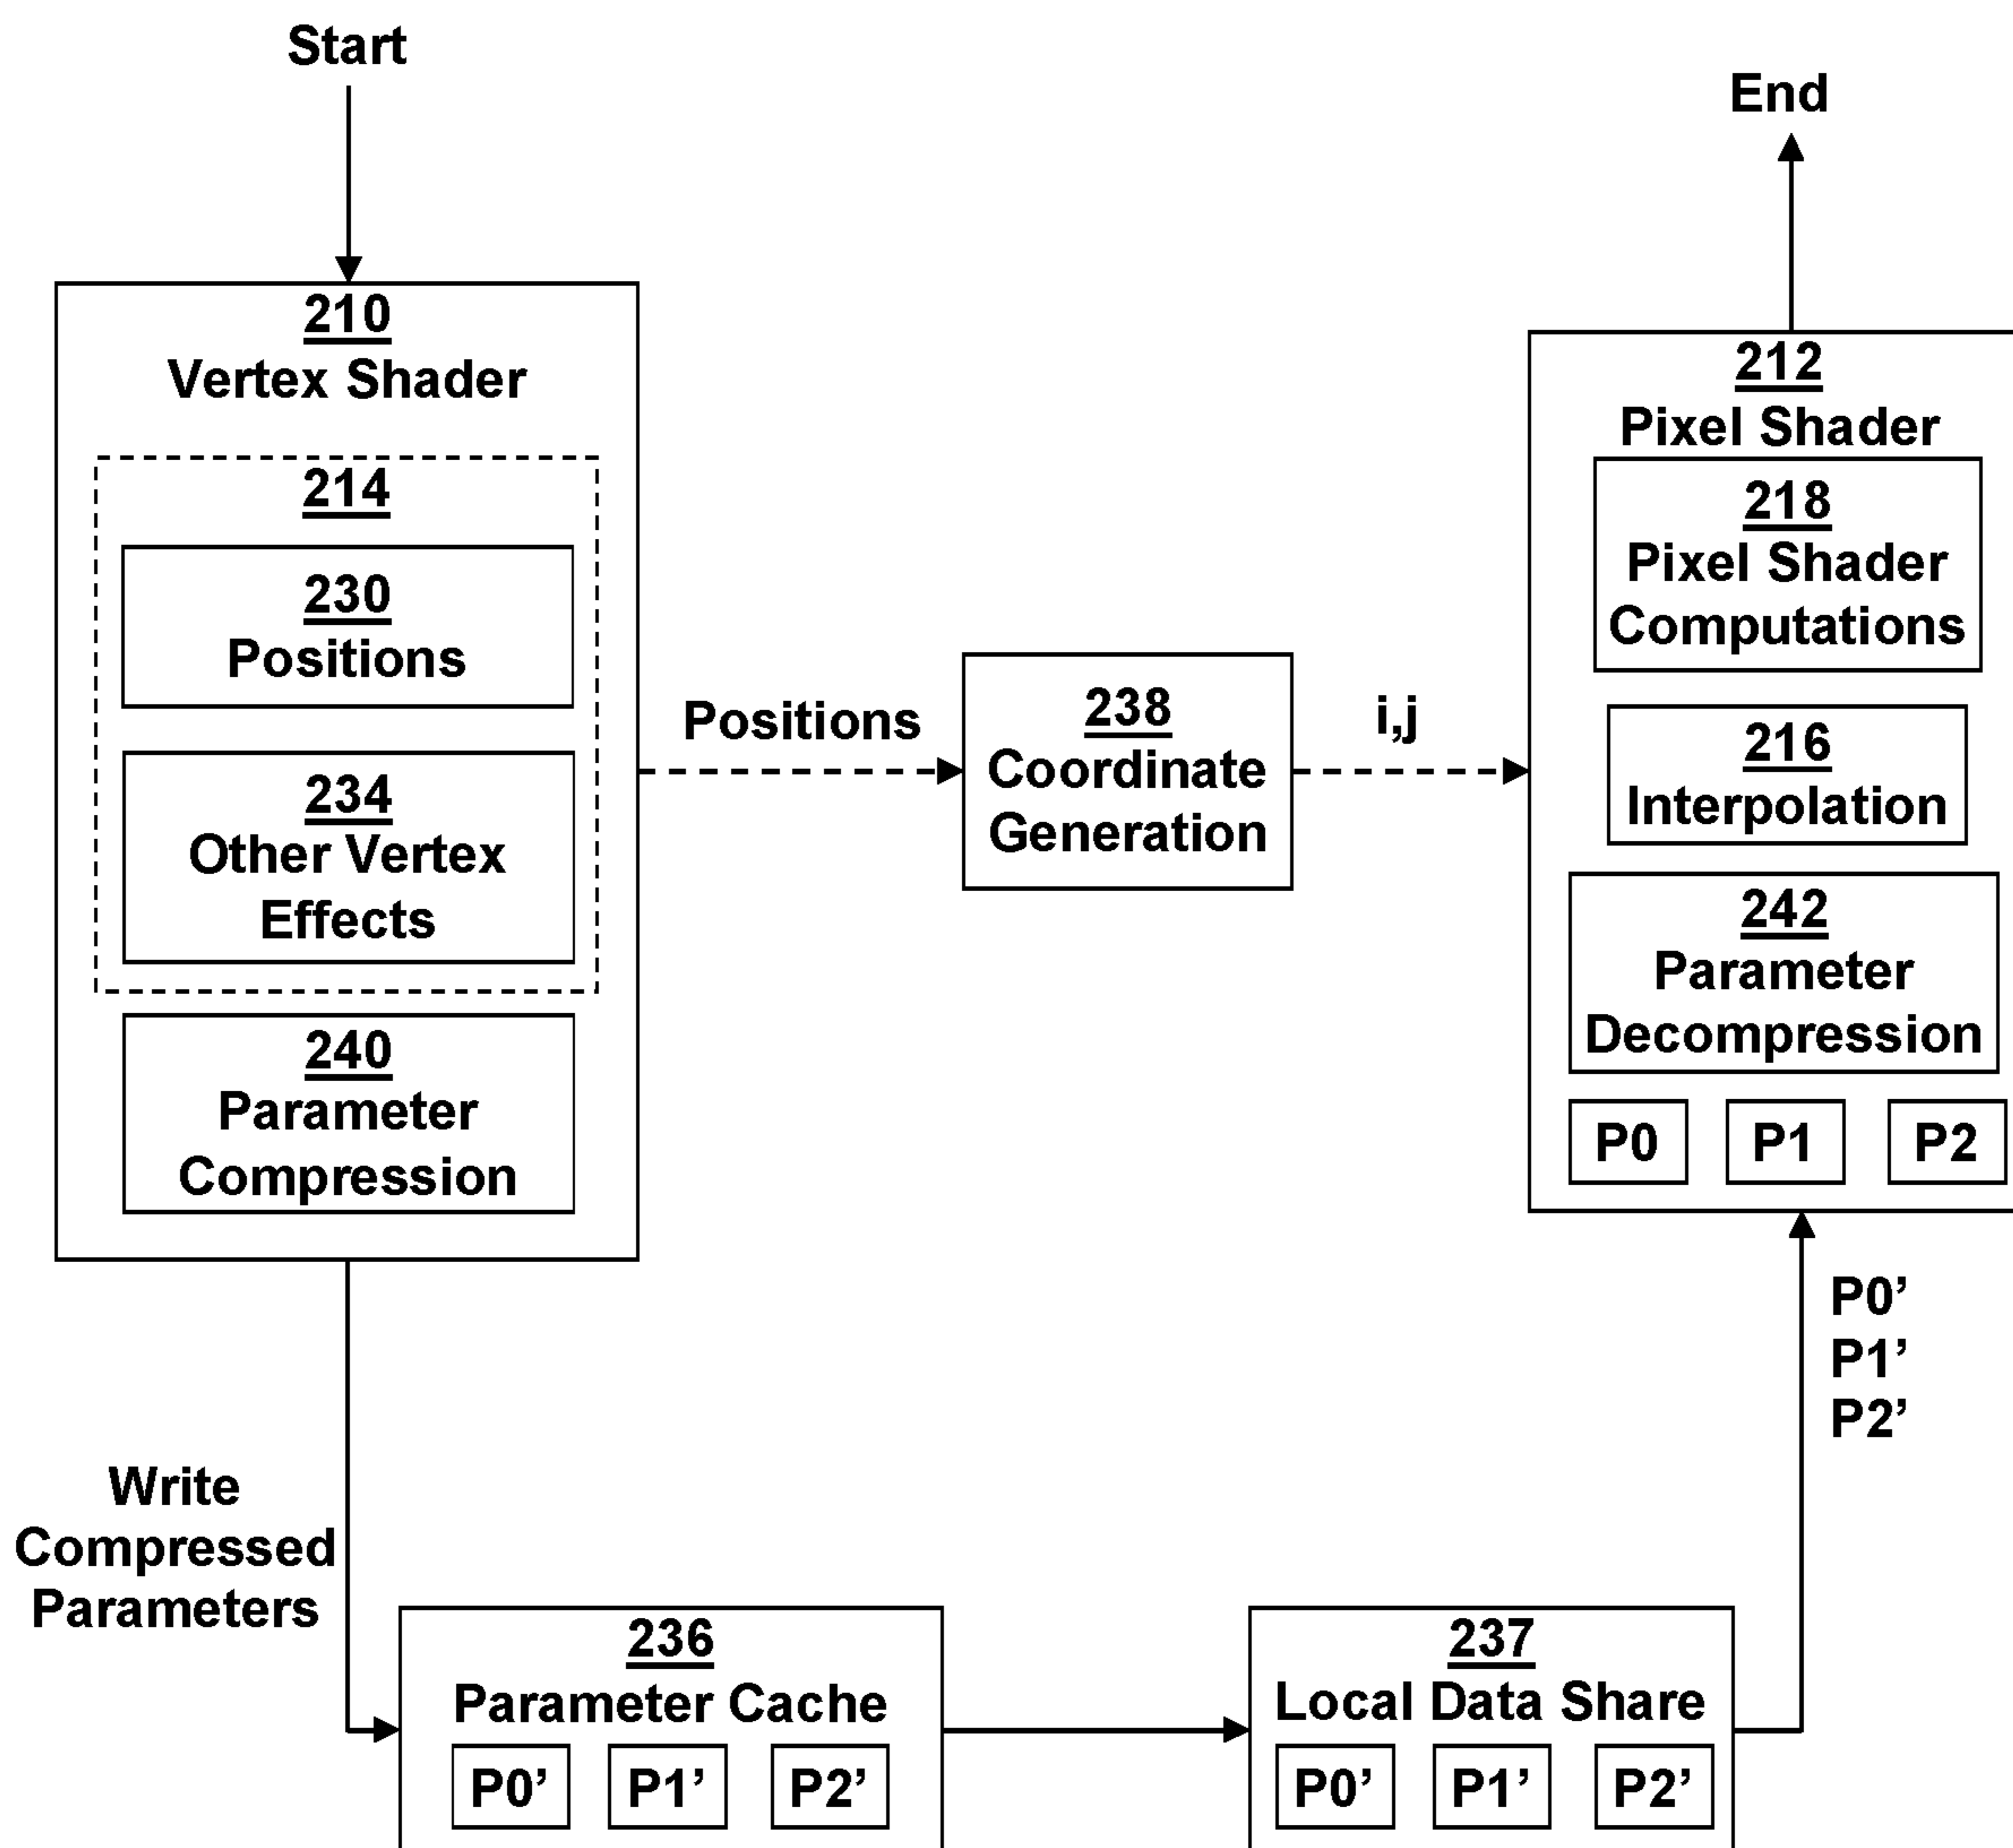 Start
End
210
Vertex Shader
214
230
Positions
234
Other Vertex
Effects
240
Parameter
Compression
Positions
238
Coordinate
Generation
i,j
212
Pixel Shader
218
Pixel Shader
Computations
216
Interpolation
242
Parameter
Decompression
P0 P1 P2
P0’
P1’
P2’
Write
Compressed
Parameters
236
Parameter Cache
P0’ P1’ P2’
237
Local Data Share
P0’ P1’ P2’